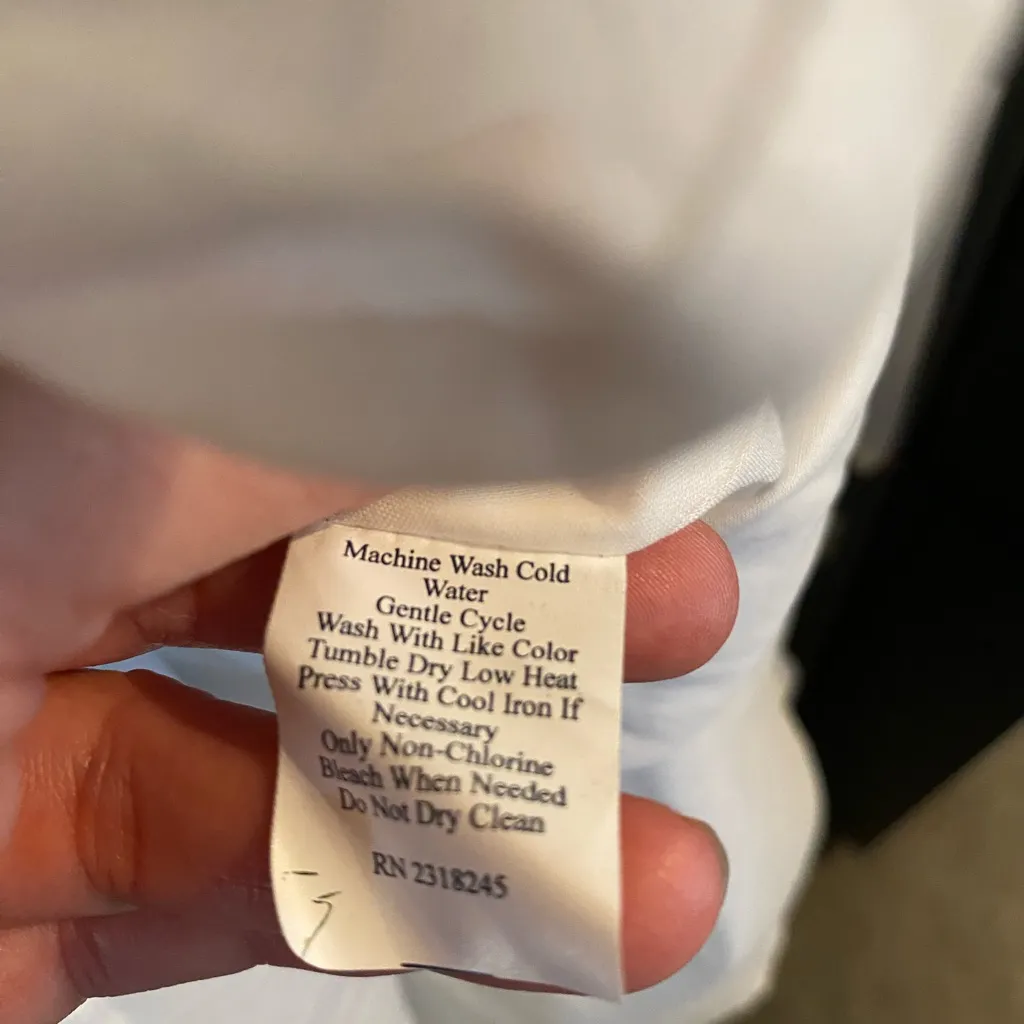 Machine Wash Cold
Water
Gentle Cycle
Wash With Like Color
Tumble Dry Low Heat
Press With Cool Iron If
Necessary
Only Non-Chlorine
Bleach When Needed
Do Not Dry Clean
RN 2318245